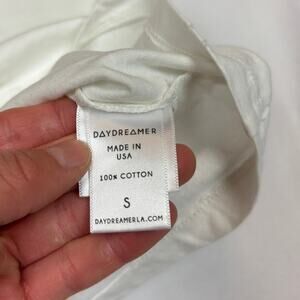 DAYDREAMER
MADE IN
USA
100% COTTON
S
DAYDREAMERLA.COM